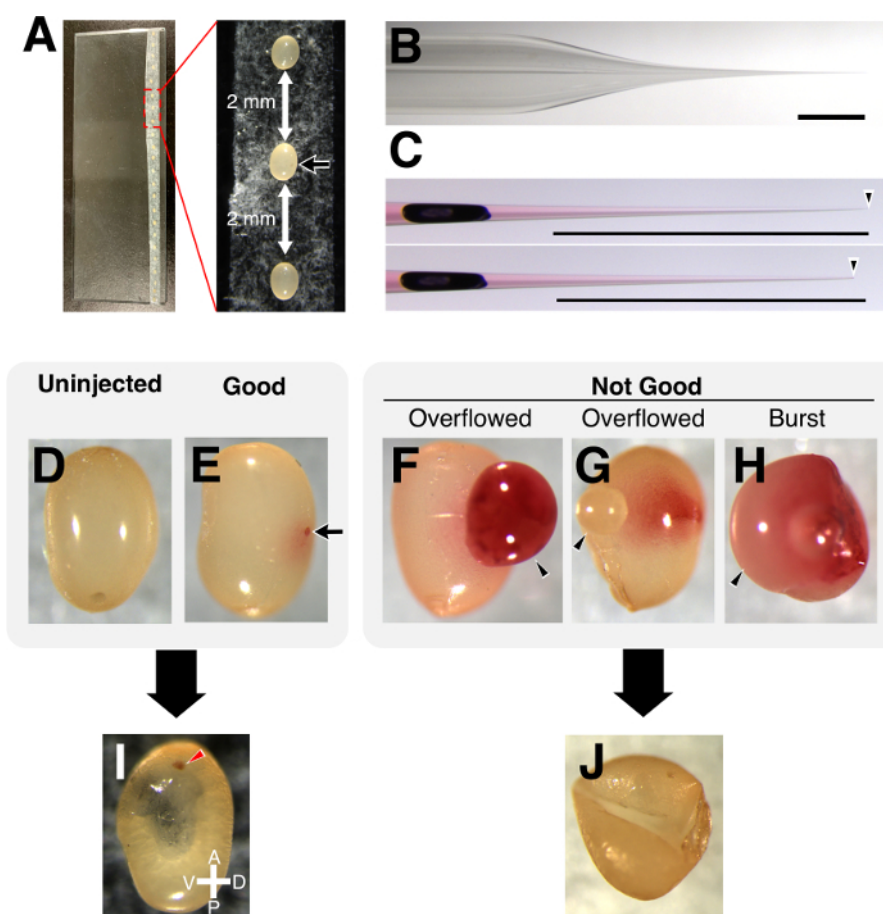 A
2 mm
2 mm
B
C
Uninjected
Good
Not Good
Overflowed
Overflowed
Burst
D
E
F
G
H
I
A
V
D
P
J